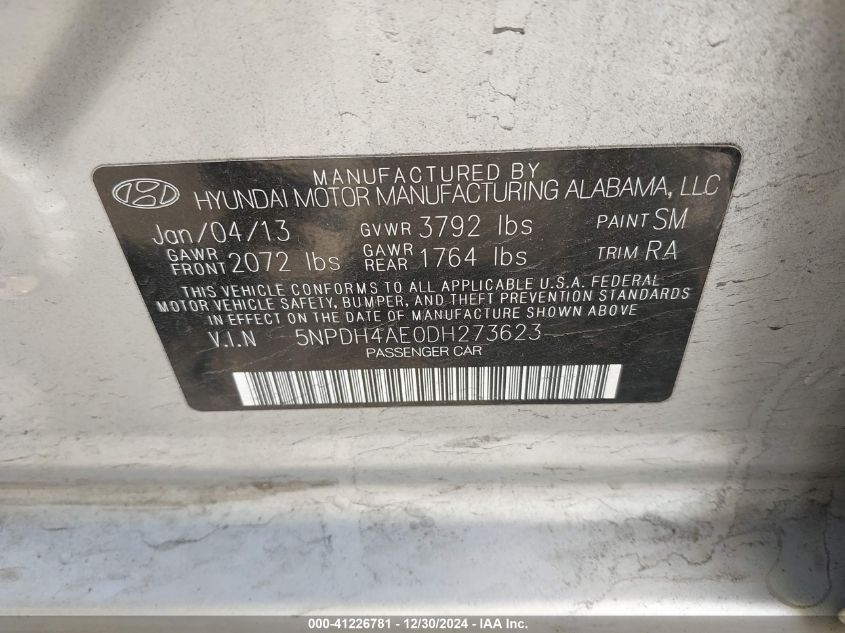 MANUFACTURED BY
HYUNDAI MOTOR MANUFACTURING ALABAMA, LLC
Jan/04/13 GVWR 3792 lbs PAINT SM
GAWR FRONT 2072 lbs GAWR REAR 1764 lbs TRIM RA
THIS VEHICLE CONFORMS TO ALL APPLICABLE U.S.A. FEDERAL
MOTOR VEHICLE SAFETY, BUMPER, AND THEFT PREVENTION STANDARDS
IN EFFECT ON THE DATE OF MANUFACTURE SHOWN ABOVE
V.I.N 5NPDH4AE0DH273623
PASSENGER CAR
000-41226781 - 12/30/2024 - IAA Inc.